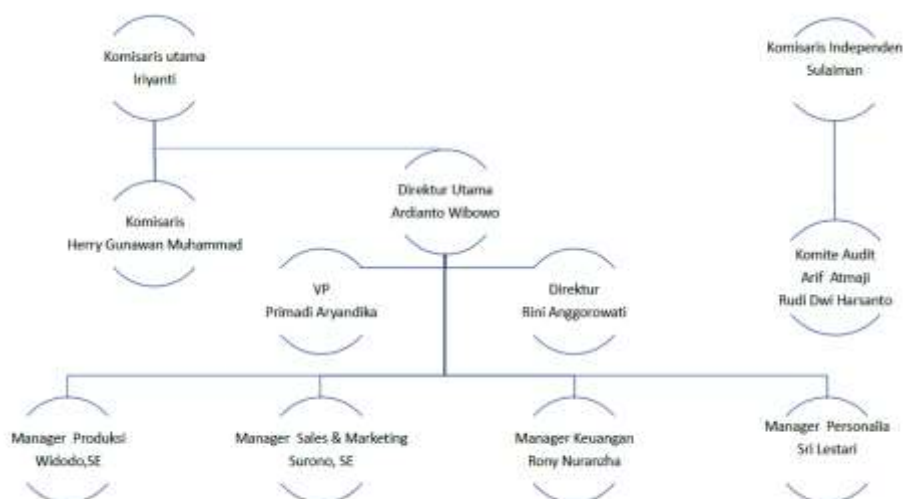 Komisaris utama
Iriyanti
Komisaris Independen
Sulaiman
Direktur Utama
Ardianto Wibowo
Komisaris
Herry Gunawan Muhammad
Komite Audit
Arif Atmaji
Rudi Dwi Harsanto
VP
Primadi Aryandika
Direktur
Rini Anggorowati
Manager Produksi
Widodo,SE
Manager Sales & Marketing
Surono, SE
Manager Keuangan
Rony Nuranzha
Manager Personalia
Sri Lestari